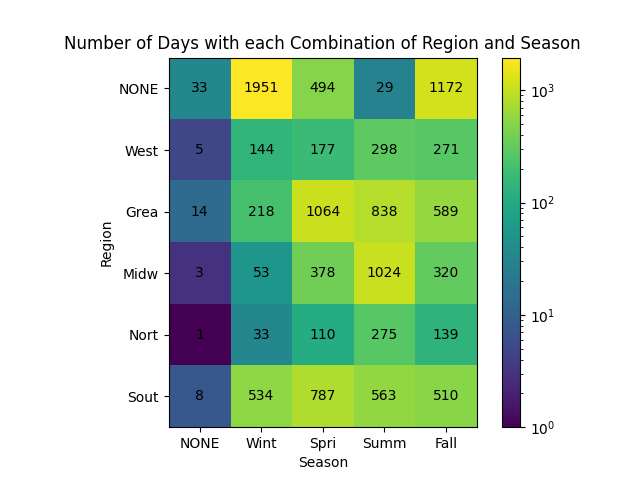 Number of Days with each Combination of Region and Season
NONE 33 1951 494 29 1172
West 5 144 177 298 271
Grea 14 218 1064 838 589
Midw 3 53 378 1024 320
Nort 1 33 110 275 139
Sout 8 534 787 563 510
NONE Wint Spri Summ Fall
Season
Region
10³
10²
10¹
10⁰